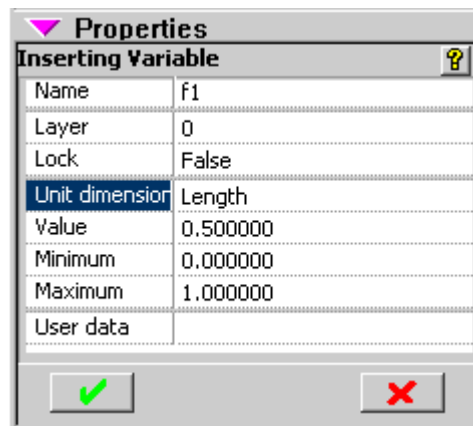 Properties
Inserting Variable ?
Name f1
Layer 0
Lock False
Unit dimension Length
Value 0.500000
Minimum 0.000000
Maximum 1.000000
User data